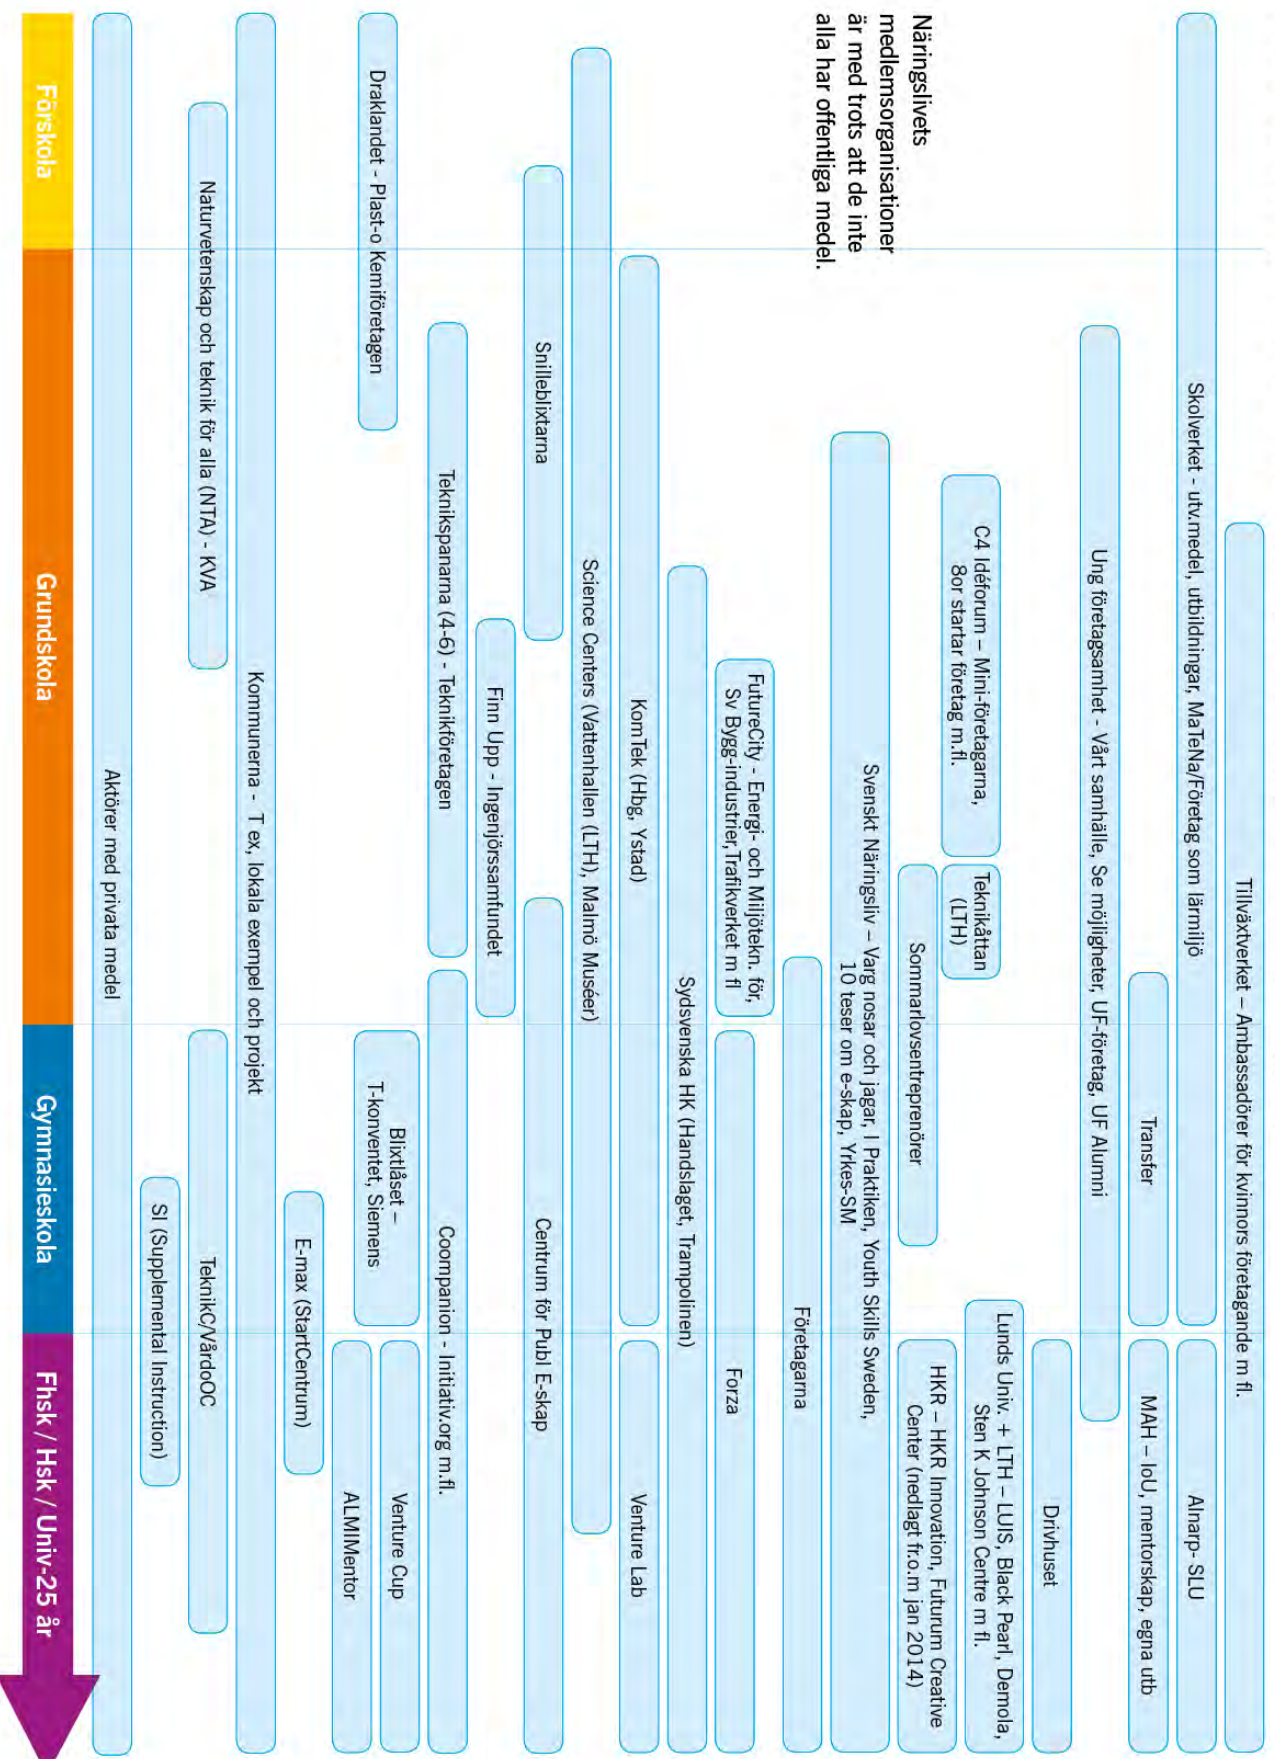 Tillväxtverket – Ambassadörer för kvinnors företagande m fl.
Skolverket - utv.medel, utbildningar, MaTeNa/Företag som lärmiljö
Alnarp- SLU
Transfer
MAH – IoU, mentorskap, egna utb
Ung företagsamhet - Vårt samhälle, Se möjligheter, UF-företag, UF Alumni
Drivhuset
Näringslivets
medlemsorganisationer
är med trots att de inte
alla har offentliga medel.
C4 Idéforum – Mini-företagarna,
8or startar företag m.fl.
Teknikåttan
(LTH)
Lunds Univ. + LTH – LUIS, Black Pearl, Demola,
Sten K Johnson Centre m fl.
Sommarlovsentreprenörer
HKR – HKR Innovation, Futurum Creative
Center (nedlagt fr.o.m jan 2014)
Svenskt Näringsliv – Varg nosar och jagar, I Praktiken, Youth Skills Sweden,
10 teser om e-skap, Yrkes-SM
Företagarna
FutureCity - Energi- och Miljötekn. för,
Sv Bygg-industrier,Trafikverket m fl
Forza
Sydsvenska HK (Handslaget, Trampolinen)
KomTek (Hbg, Ystad)
Venture Lab
Science Centers (Vattenhallen (LTH), Malmö Muséer)
Snilleblixtarna
Centrum för Publ E-skap
Finn Upp - Ingenjörssamfundet
Teknikspanarna (4-6) - Teknikföretagen
Coompanion - Initiativ.org m.fl.
Draklandet - Plast-o Kemiföretagen
Blixtlåset –
T-konventet, Siemens
Venture Cup
ALMIMentor
E-max (StartCentrum)
Kommunerna - T ex, lokala exempel och projekt
Naturvetenskap och teknik för alla (NTA) - KVA
TeknikC/VårdoOC
SI (Supplemental Instruction)
Aktörer med privata medel
Förskola
Grundskola
Gymnasieskola
Fhsk / Hsk / Univ-25 år